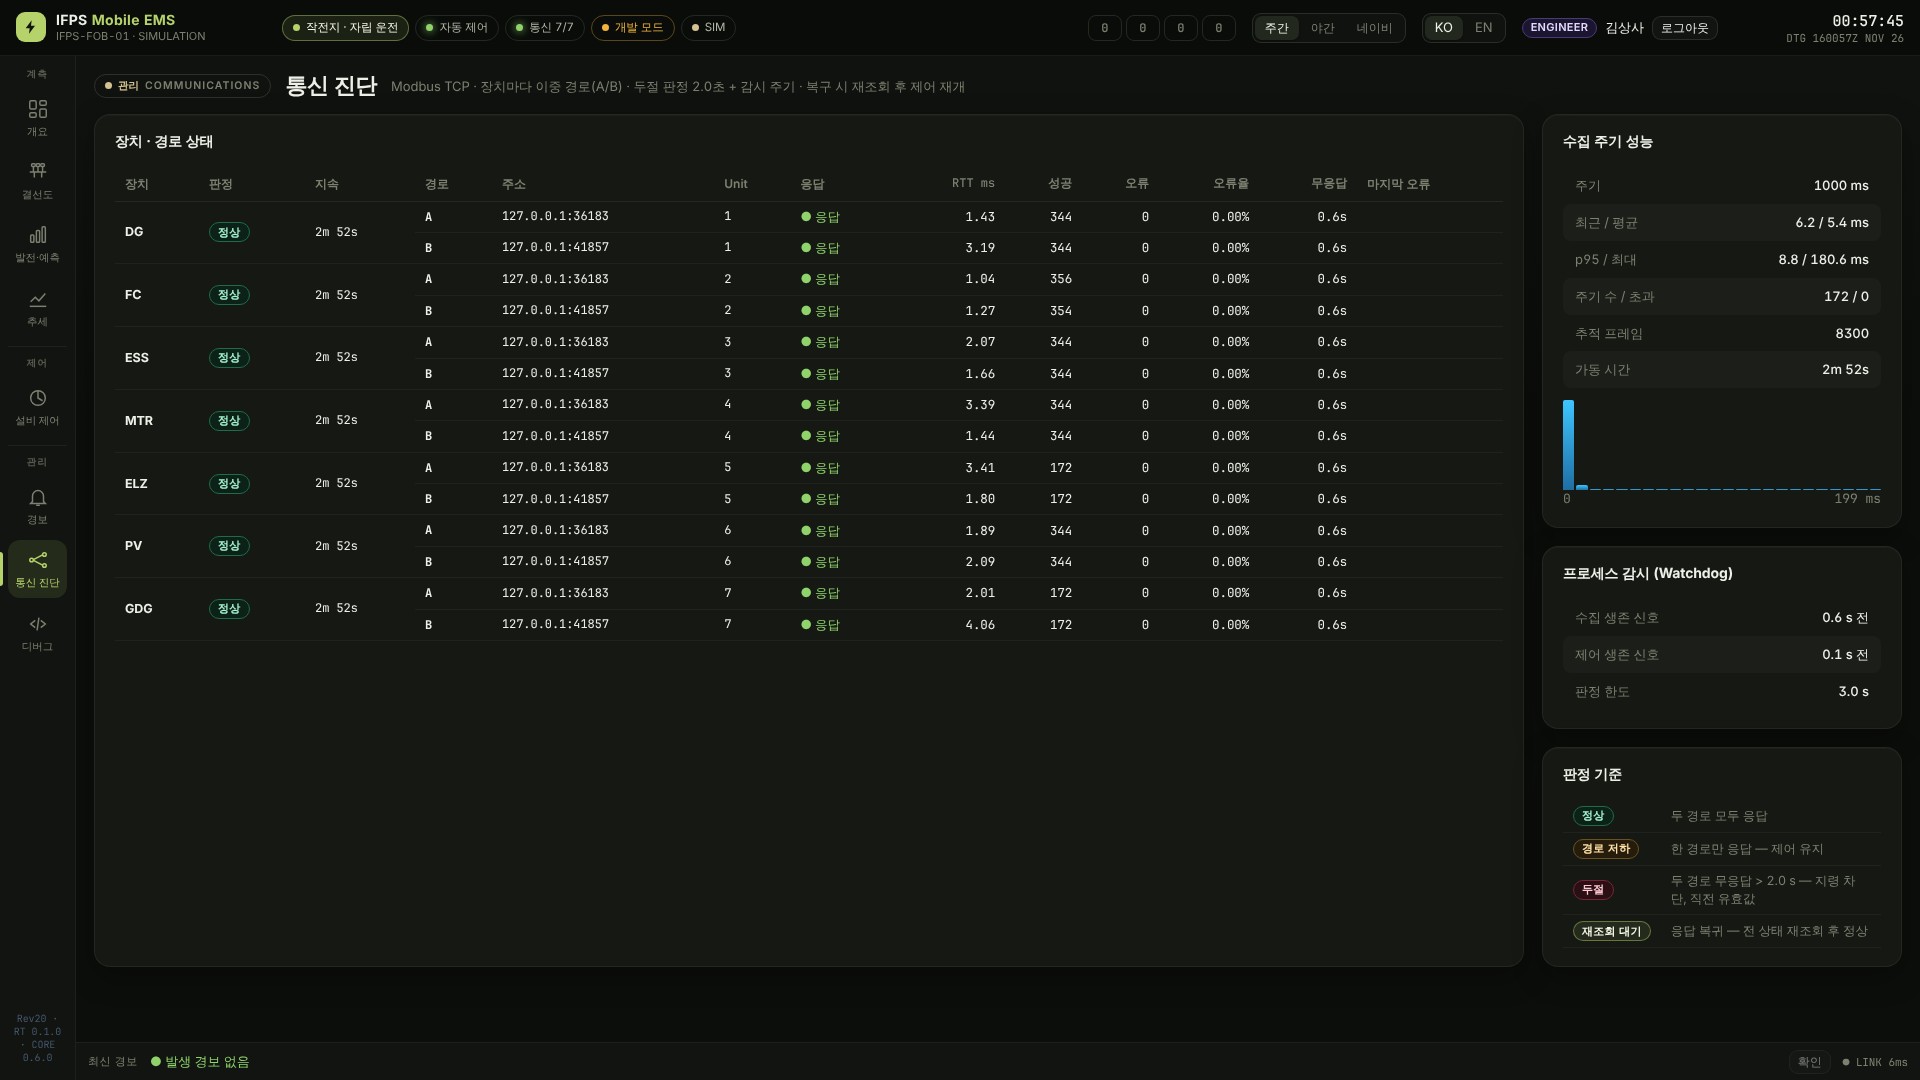 IFPS Mobile EMS
IFPS-FOB-01 · SIMULATION
작전지 · 자립 운전
자동 제어
통신 7/7
개발 모드
SIM
0 0 0 0
주간 야간 네이비
KO EN
ENGINEER 김상사 로그아웃
00:57:45
DTG 160057Z NOV 26
계측
개요
결선도
발전·예측
추세
제어
설비 제어
관리
경보
통신 진단
디버그
Rev20 ·
RT 0.1.0
· CORE
0.6.0
관리 COMMUNICATIONS
통신 진단
Modbus TCP · 장치마다 이중 경로(A/B) · 두절 판정 2.0초 + 감시 주기 · 복구 시 재조회 후 제어 재개
장치 · 경로 상태
장치 판정 지속 경로 주소 Unit 응답 RTT ms 성공 오류 오류율 무응답 마지막 오류
DG 정상 2m 52s
A 127.0.0.1:36183 1 응답 1.43 344 0 0.00% 0.6s
B 127.0.0.1:41857 1 응답 3.19 344 0 0.00% 0.6s
FC 정상 2m 52s
A 127.0.0.1:36183 2 응답 1.04 356 0 0.00% 0.6s
B 127.0.0.1:41857 2 응답 1.27 354 0 0.00% 0.6s
ESS 정상 2m 52s
A 127.0.0.1:36183 3 응답 2.07 344 0 0.00% 0.6s
B 127.0.0.1:41857 3 응답 1.66 344 0 0.00% 0.6s
MTR 정상 2m 52s
A 127.0.0.1:36183 4 응답 3.39 344 0 0.00% 0.6s
B 127.0.0.1:41857 4 응답 1.44 344 0 0.00% 0.6s
ELZ 정상 2m 52s
A 127.0.0.1:36183 5 응답 3.41 172 0 0.00% 0.6s
B 127.0.0.1:41857 5 응답 1.80 172 0 0.00% 0.6s
PV 정상 2m 52s
A 127.0.0.1:36183 6 응답 1.89 344 0 0.00% 0.6s
B 127.0.0.1:41857 6 응답 2.09 344 0 0.00% 0.6s
GDG 정상 2m 52s
A 127.0.0.1:36183 7 응답 2.01 172 0 0.00% 0.6s
B 127.0.0.1:41857 7 응답 4.06 172 0 0.00% 0.6s
수집 주기 성능
주기 1000 ms
최근 / 평균 6.2 / 5.4 ms
p95 / 최대 8.8 / 180.6 ms
주기 수 / 초과 172 / 0
추적 프레임 8300
가동 시간 2m 52s
0 199 ms
프로세스 감시 (Watchdog)
수집 생존 신호 0.6 s 전
제어 생존 신호 0.1 s 전
판정 한도 3.0 s
판정 기준
정상 두 경로 모두 응답
경로 저하 한 경로만 응답 — 제어 유지
두절 두 경로 무응답 > 2.0 s — 지령 차
단, 직전 유효값
재조회 대기 응답 복귀 — 전 상태 재조회 후 정상
최신 경보 발생 경보 없음
확인 LINK 6ms